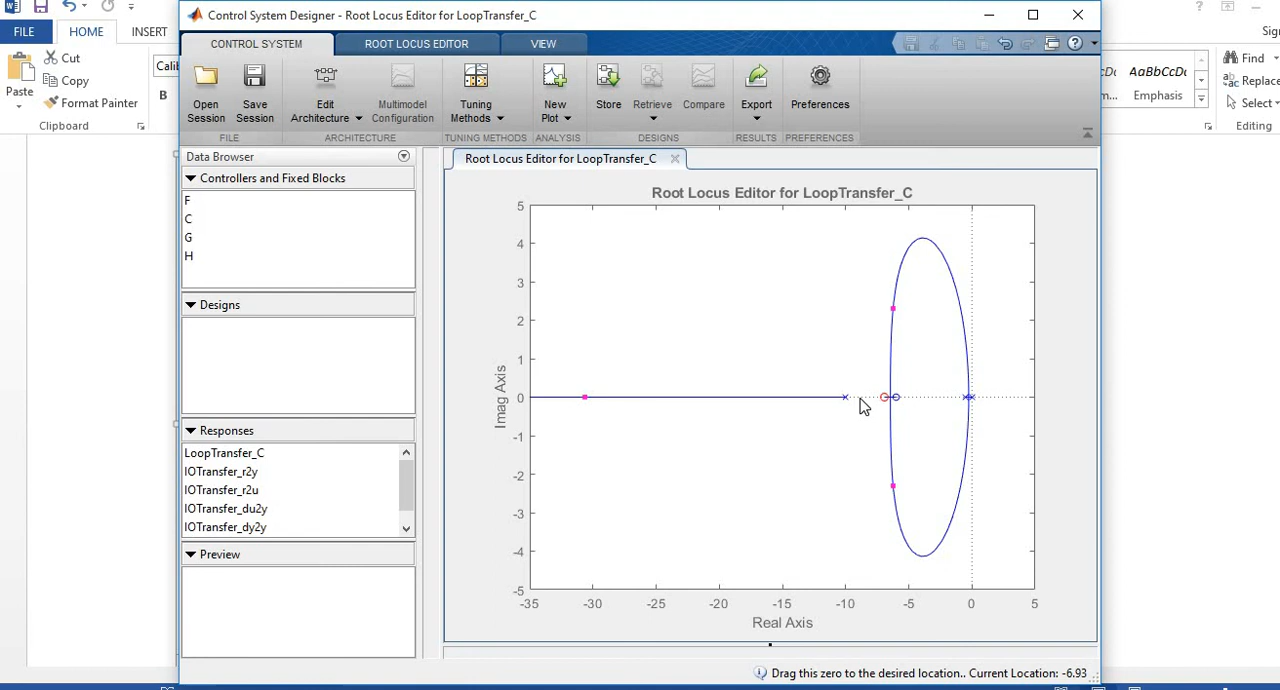 Control System Designer - Root Locus Editor for LoopTransfer_C
FILE HOME INSERT
CONTROL SYSTEM ROOT LOCUS EDITOR VIEW
Cut
Copy
Paste
Format Painter
Clipboard
Calib
B
Open Session
Save Session
Edit Architecture
Multimodel Configuration
Tuning Methods
New Plot
Store
Retrieve
Compare
Export
Preferences
FILE ARCHITECTURE TUNING METHODS ANALYSIS DESIGNS RESULTS PREFERENCES
AaBbCcDc
Emphasis
Sign
Find
Replace
Select
Editing
Data Browser
Controllers and Fixed Blocks
F
C
G
H
Designs
Responses
LoopTransfer_C
IOTransfer_r2y
IOTransfer_r2u
IOTransfer_du2y
IOTransfer_dy2y
Preview
Root Locus Editor for LoopTransfer_C
Root Locus Editor for LoopTransfer_C
5
4
3
2
1
0
-1
-2
-3
-4
-5
Imag Axis
-35 -30 -25 -20 -15 -10 -5 0 5
Real Axis
Drag this zero to the desired location.. Current Location: -6.93